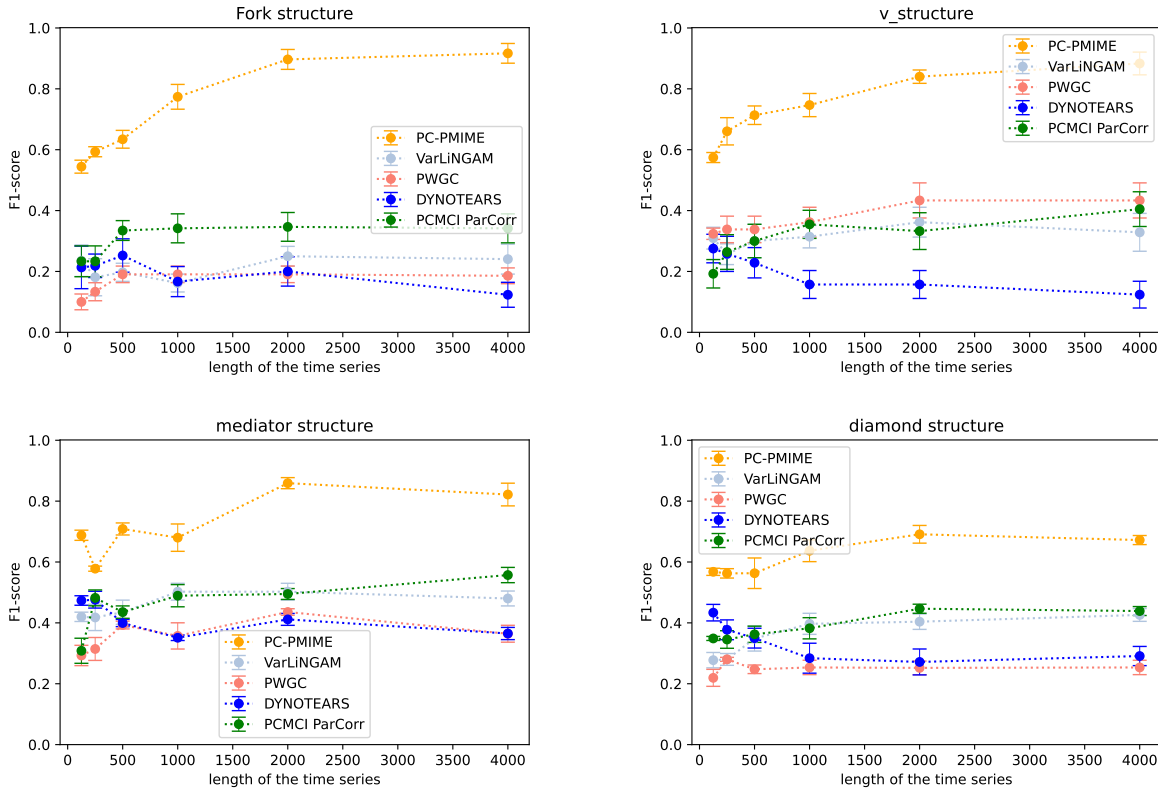 Fork structure
1.0
0.8
0.6
0.4
0.2
0.0
F1-score
PC-PMIME
VarLiNGAM
PWGC
DYNOTEARS
PCMCI ParCorr
0 500 1000 1500 2000 2500 3000 3500 4000
length of the time series
v_structure
1.0
0.8
0.6
0.4
0.2
0.0
F1-score
PC-PMIME
VarLiNGAM
PWGC
DYNOTEARS
PCMCI ParCorr
0 500 1000 1500 2000 2500 3000 3500 4000
length of the time series
mediator structure
1.0
0.8
0.6
0.4
0.2
0.0
F1-score
PC-PMIME
VarLiNGAM
PWGC
DYNOTEARS
PCMCI ParCorr
0 500 1000 1500 2000 2500 3000 3500 4000
length of the time series
diamond structure
1.0
0.8
0.6
0.4
0.2
0.0
F1-score
PC-PMIME
VarLiNGAM
PWGC
DYNOTEARS
PCMCI ParCorr
0 500 1000 1500 2000 2500 3000 3500 4000
length of the time series